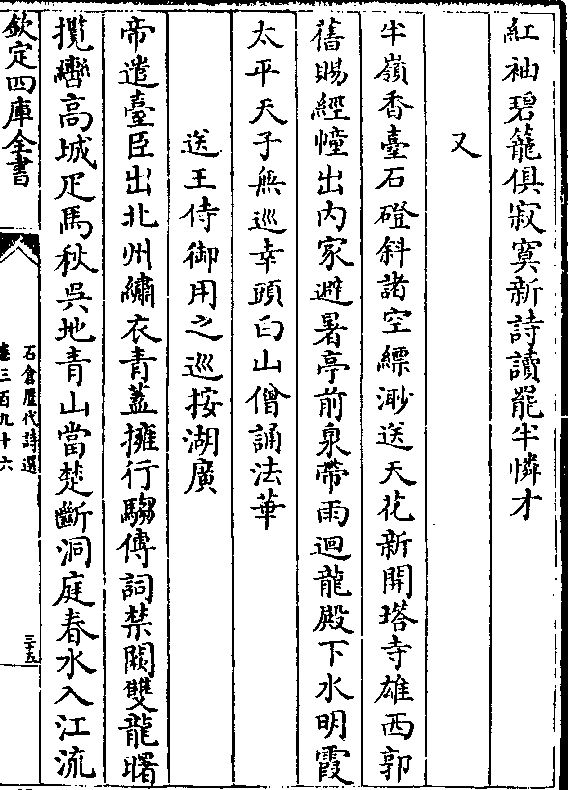 紅袖碧籠俱寂寞新詩讀罷半憐才
又
半嶺香臺石磴斜諸空縹渺送天花新開塔寺雄西郭
舊賜經幢出內家避暑亭前泉帶雨迴龍殿下水明霞
太平天子無巡幸頭白山僧誦法華
送王侍御用之巡按湖廣
帝遣臺臣出北州繡衣青蓋擁行騶傳詞禁闕雙龍曙
攬轡高城疋馬秋吳地青山當楚斷洞庭春水入江流
欽定四庫全書
石倉歷代詩選
卷三百九十六
三十五